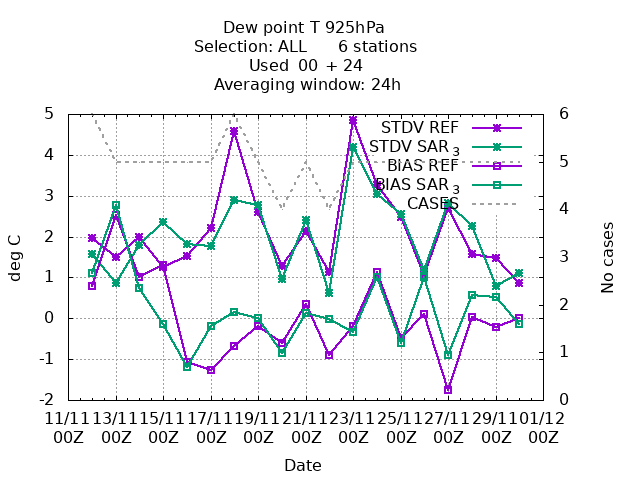 Dew point T 925hPa
Selection: ALL 6 stations
Used 00 + 24
Averaging window: 24h
5
4
3
2
1
0
-1
-2
deg C
6
5
4
3
2
1
0
No cases
STDV REF
STDV SAR 3
BIAS REF
BIAS SAR 3
CASES
11/11 13/11 15/11 17/11 19/11 21/11 23/11 25/11 27/11 29/11 01/12
00Z 00Z 00Z 00Z 00Z 00Z 00Z 00Z 00Z 00Z 00Z
Date